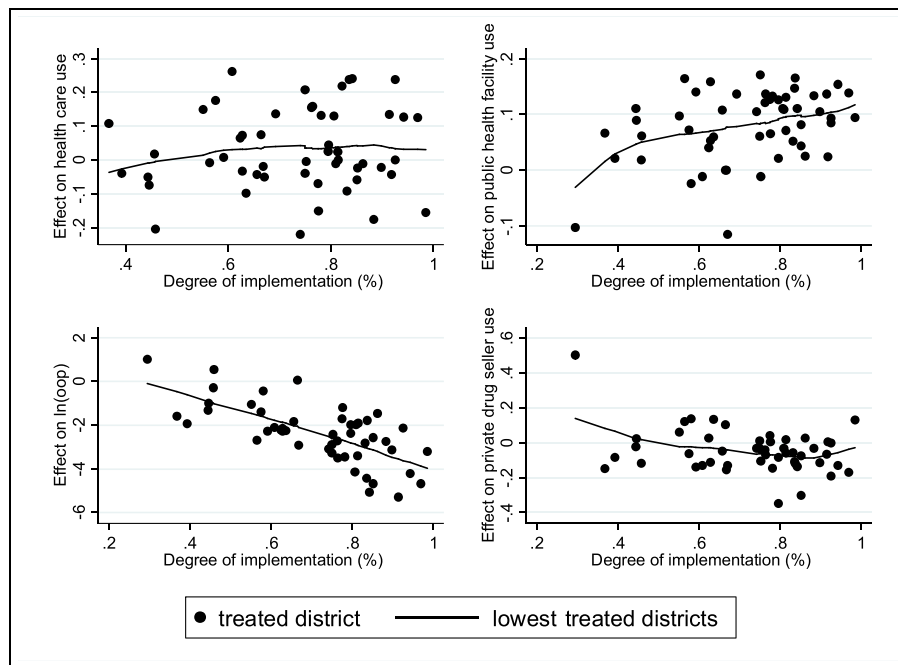 Effect on health care use
-.2 -.1 0 .1 .2 .3
.4 .6 .8 1
Degree of implementation (%)
Effect on public health facility use
-.1 0 .1 .2
0.2 .4 .6 .8 1
Degree of implementation (%)
Effect on ln(oop)
-6 -4 -2 0 2
.2 .4 .6 .8 1
Degree of implementation (%)
Effect on private drug seller use
-.4 -.2 0 .2 .4 .6
0.2 .4 .6 .8 1
Degree of implementation (%)
treated district lowest treated districts